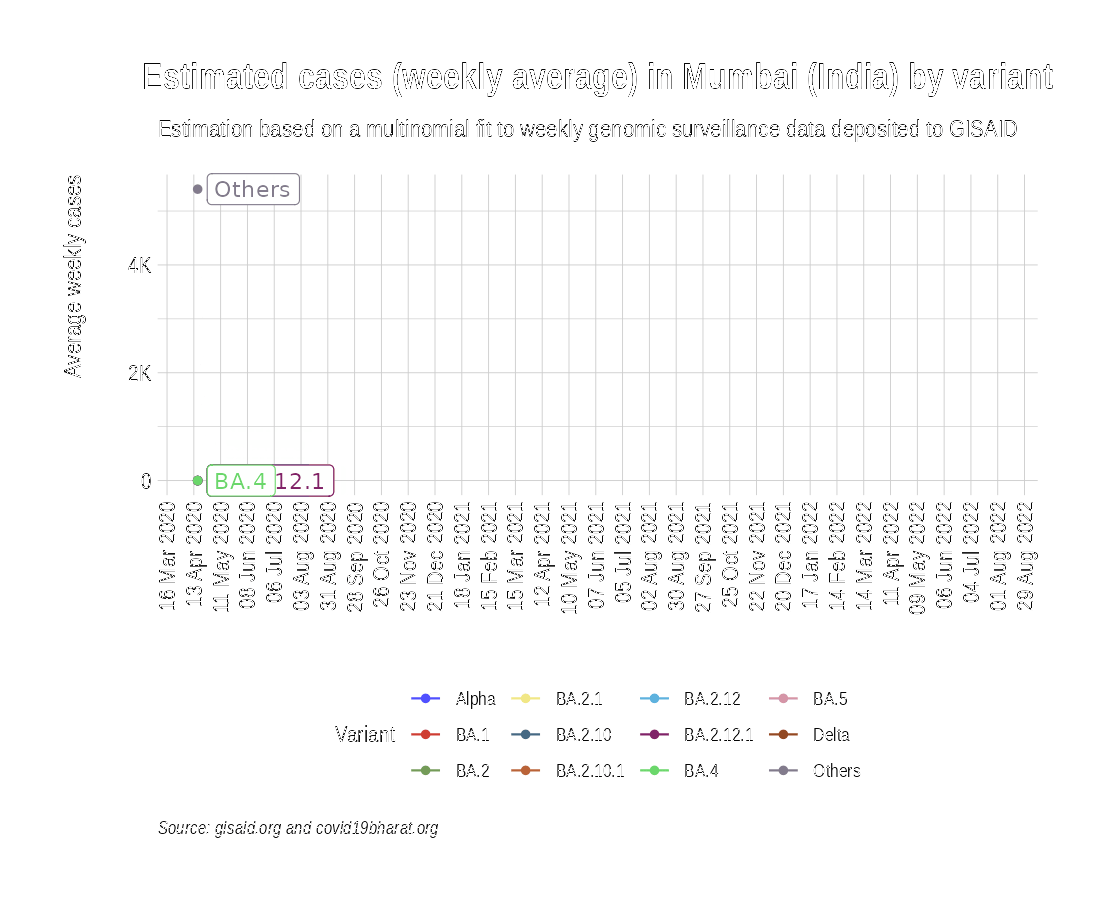 Estimated cases (weekly average) in Mumbai (India) by variant
Estimation based on a multinomial fit to weekly genomic surveillance data deposited to GISAID
Average weekly cases
Others
4K
2K
0
BA.4
12.1
16 Mar 2020
13 Apr 2020
11 May 2020
08 Jun 2020
06 Jul 2020
03 Aug 2020
31 Aug 2020
28 Sep 2020
26 Oct 2020
23 Nov 2020
21 Dec 2020
18 Jan 2021
15 Feb 2021
15 Mar 2021
12 Apr 2021
10 May 2021
07 Jun 2021
05 Jul 2021
02 Aug 2021
30 Aug 2021
27 Sep 2021
25 Oct 2021
22 Nov 2021
20 Dec 2021
17 Jan 2022
14 Feb 2022
14 Mar 2022
11 Apr 2022
09 May 2022
06 Jun 2022
04 Jul 2022
01 Aug 2022
29 Aug 2022
Variant
Alpha
BA.1
BA.2
BA.2.1
BA.2.10
BA.2.10.1
BA.2.12
BA.2.12.1
BA.4
BA.5
Delta
Others
Source: gisaid.org and covid19bharat.org